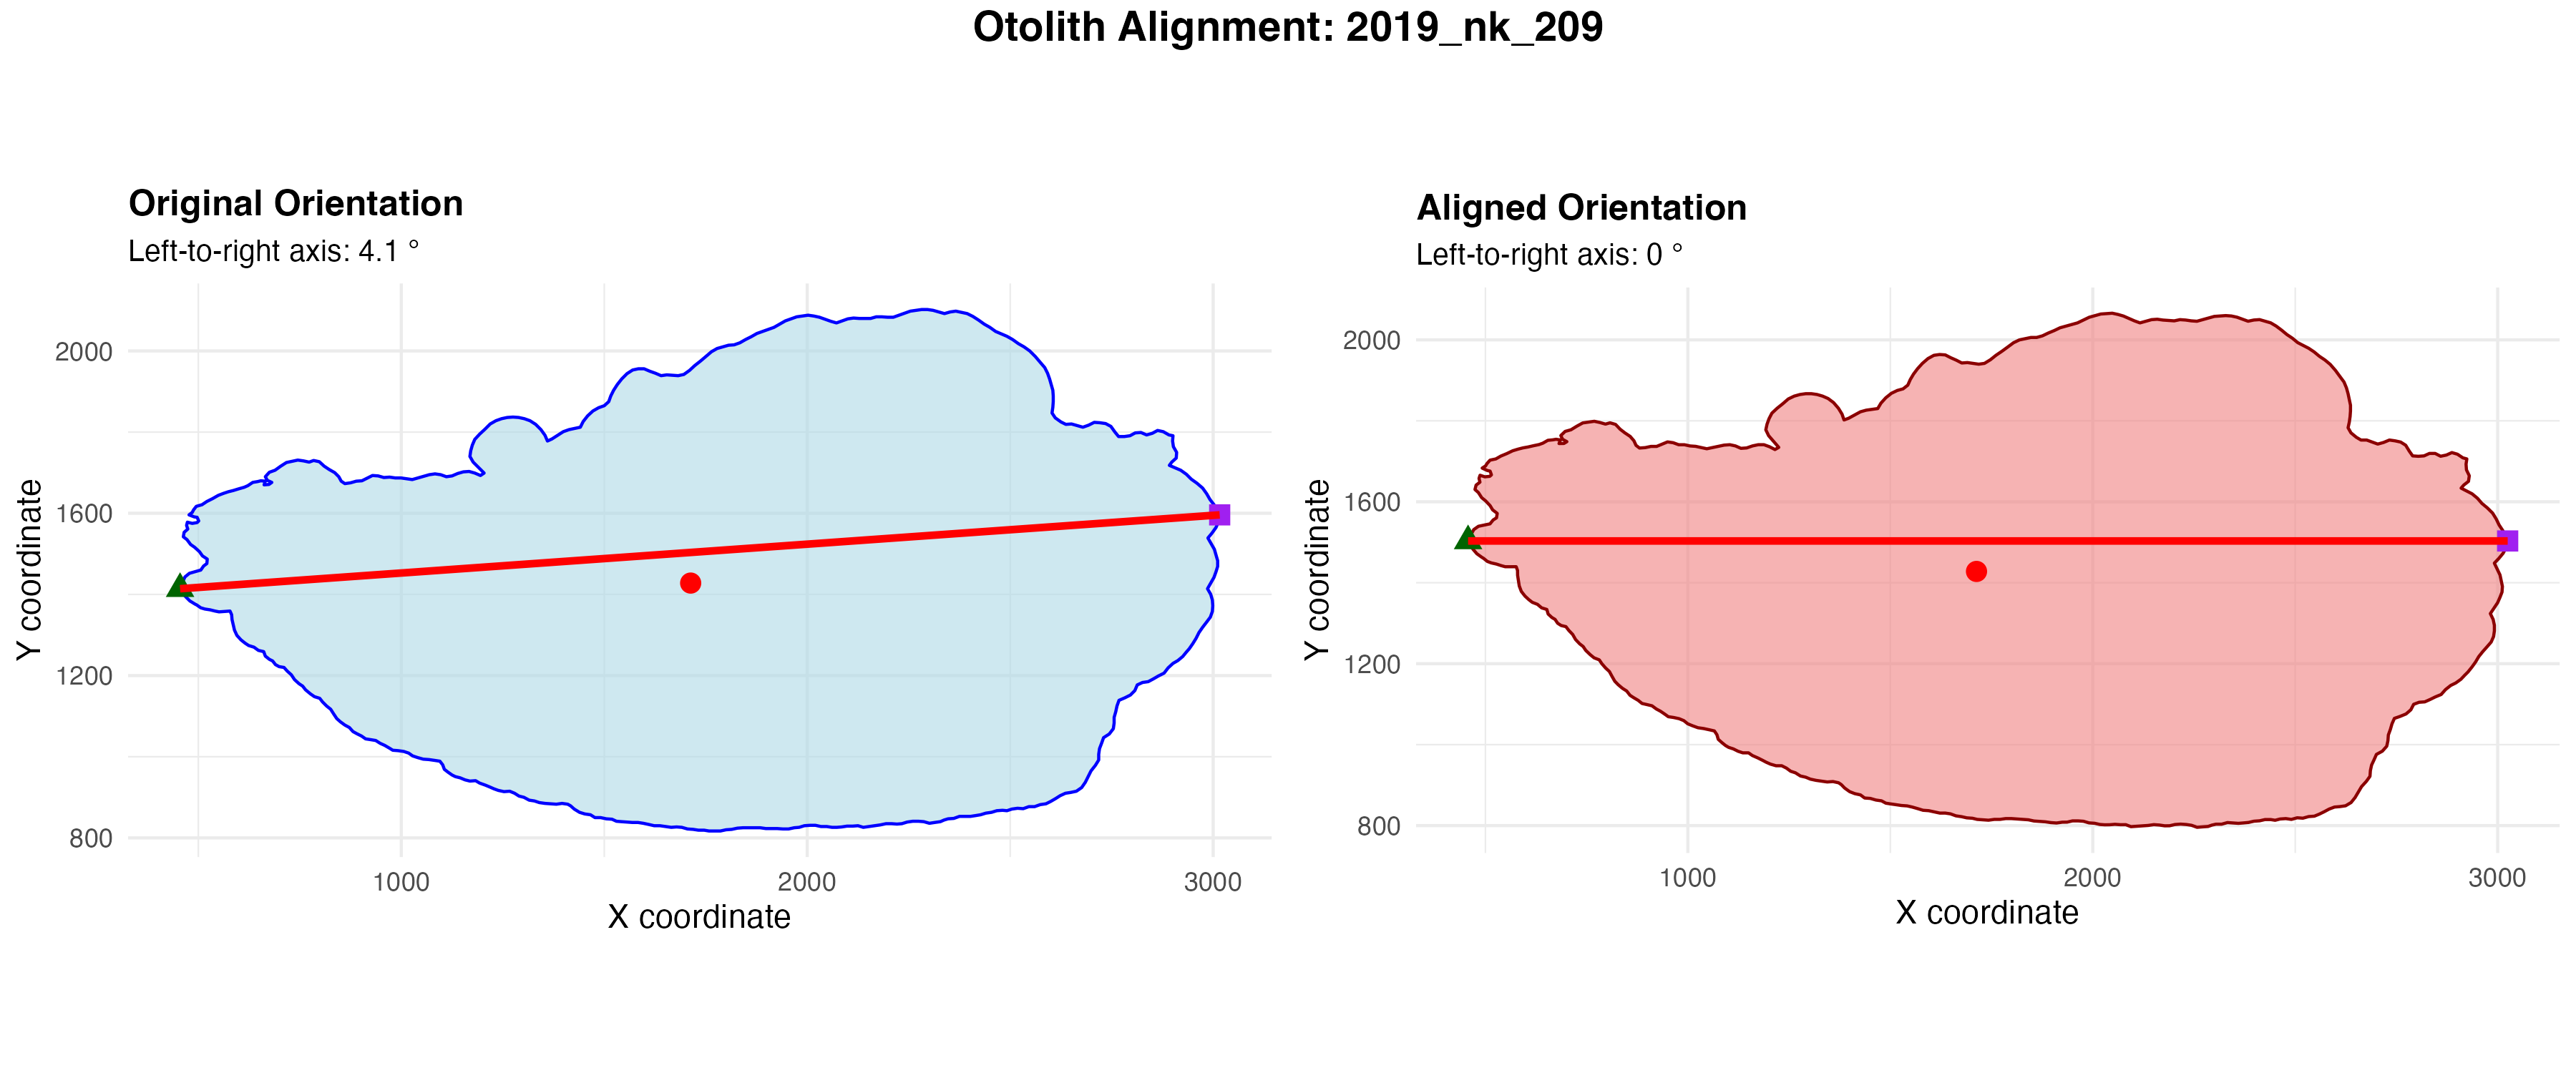 Otolith Alignment: 2019_nk_209
Original Orientation
Left-to-right axis: 4.1 °
2000
1600
1200
800
Y coordinate
1000
2000
3000
X coordinate
Aligned Orientation
Left-to-right axis: 0 °
2000
1600
1200
800
Y coordinate
1000
2000
3000
X coordinate